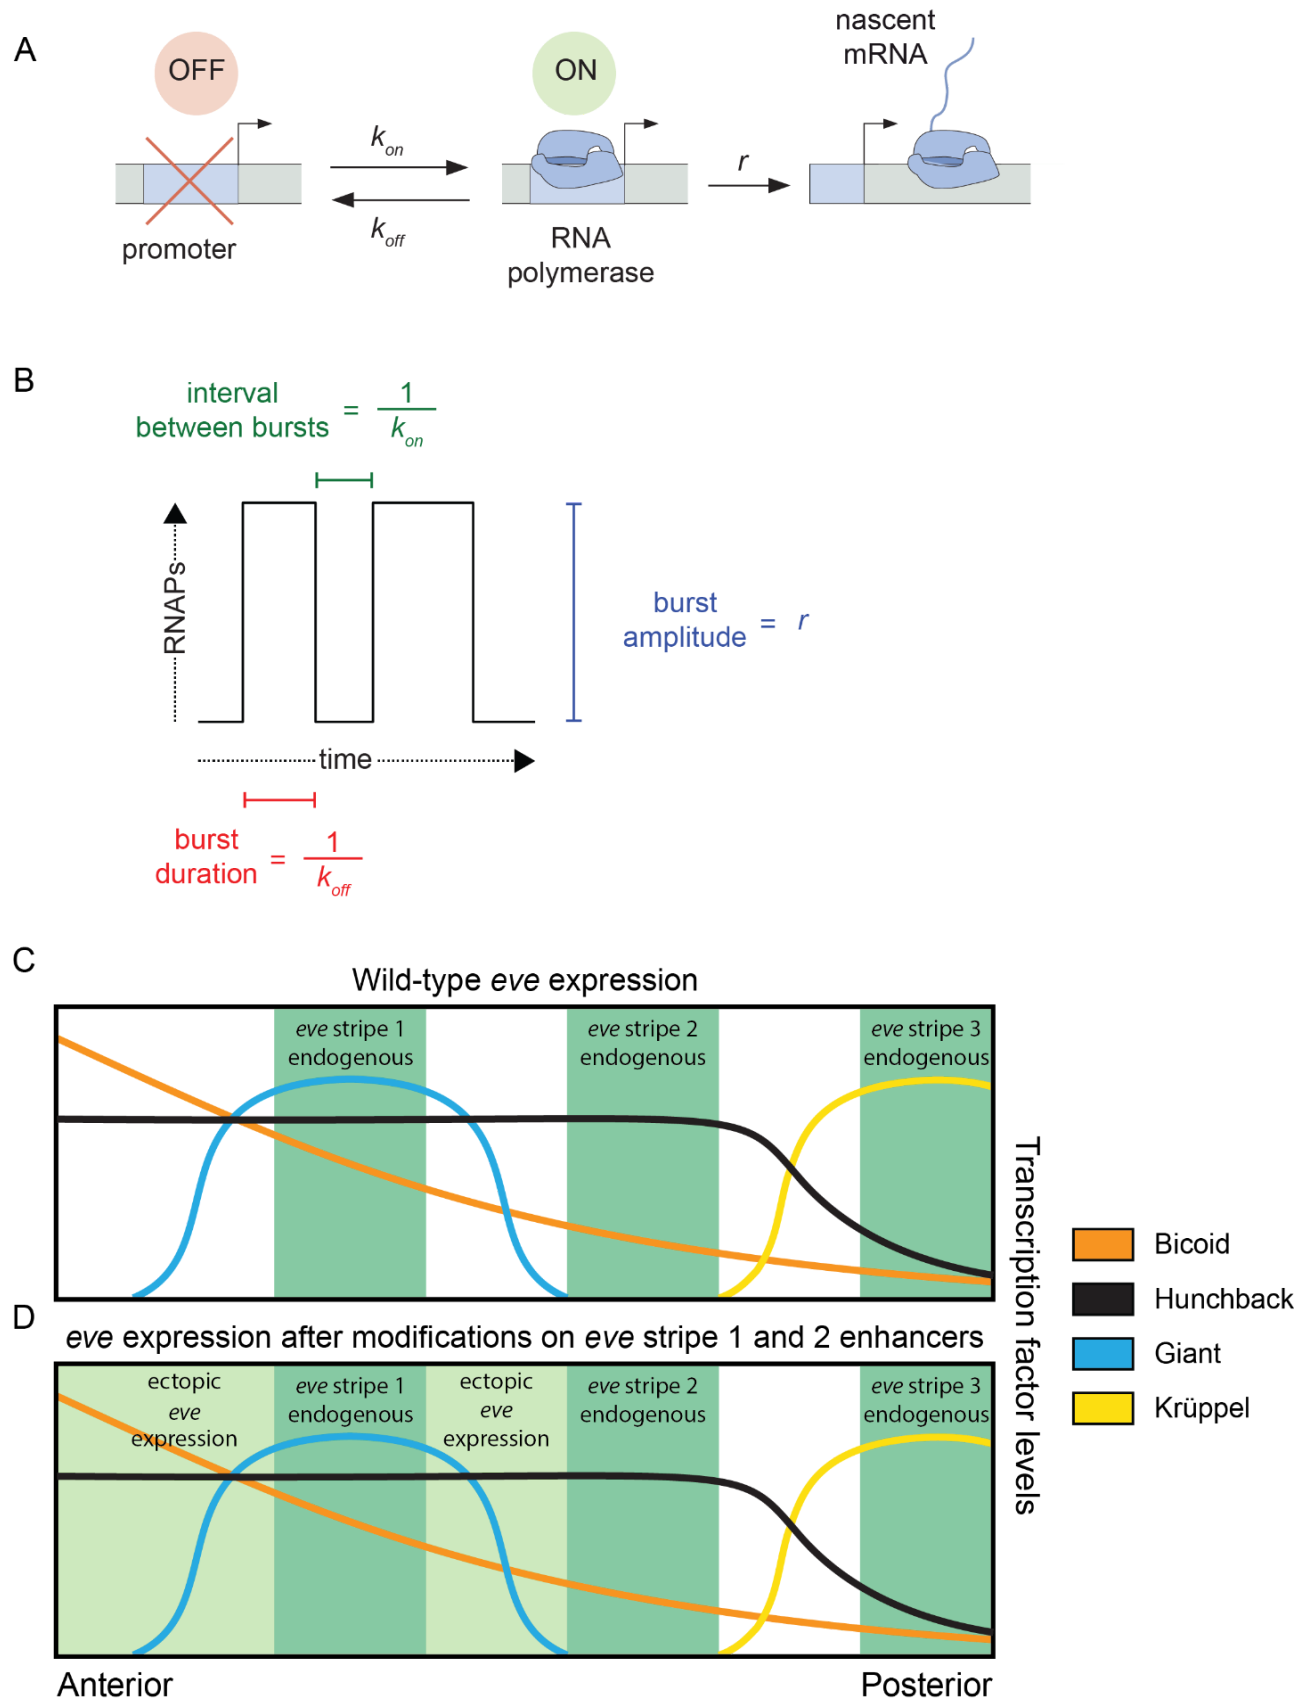 A
OFF
ON
nascent
mRNA
k_on
k_off
r
promoter
RNA
polymerase
B
interval
between bursts
=
1
k_on
RNAPs
time
burst
amplitude
= r
burst
duration
=
1
k_off
C
Wild-type eve expression
eve stripe 1
endogenous
eve stripe 2
endogenous
eve stripe 3
endogenous
D
eve expression after modifications on eve stripe 1 and 2 enhancers
ectopic
eve
expression
eve stripe 1
endogenous
ectopic
eve
expression
eve stripe 2
endogenous
eve stripe 3
endogenous
Transcription factor levels
Bicoid
Hunchback
Giant
Krüppel
Anterior
Posterior